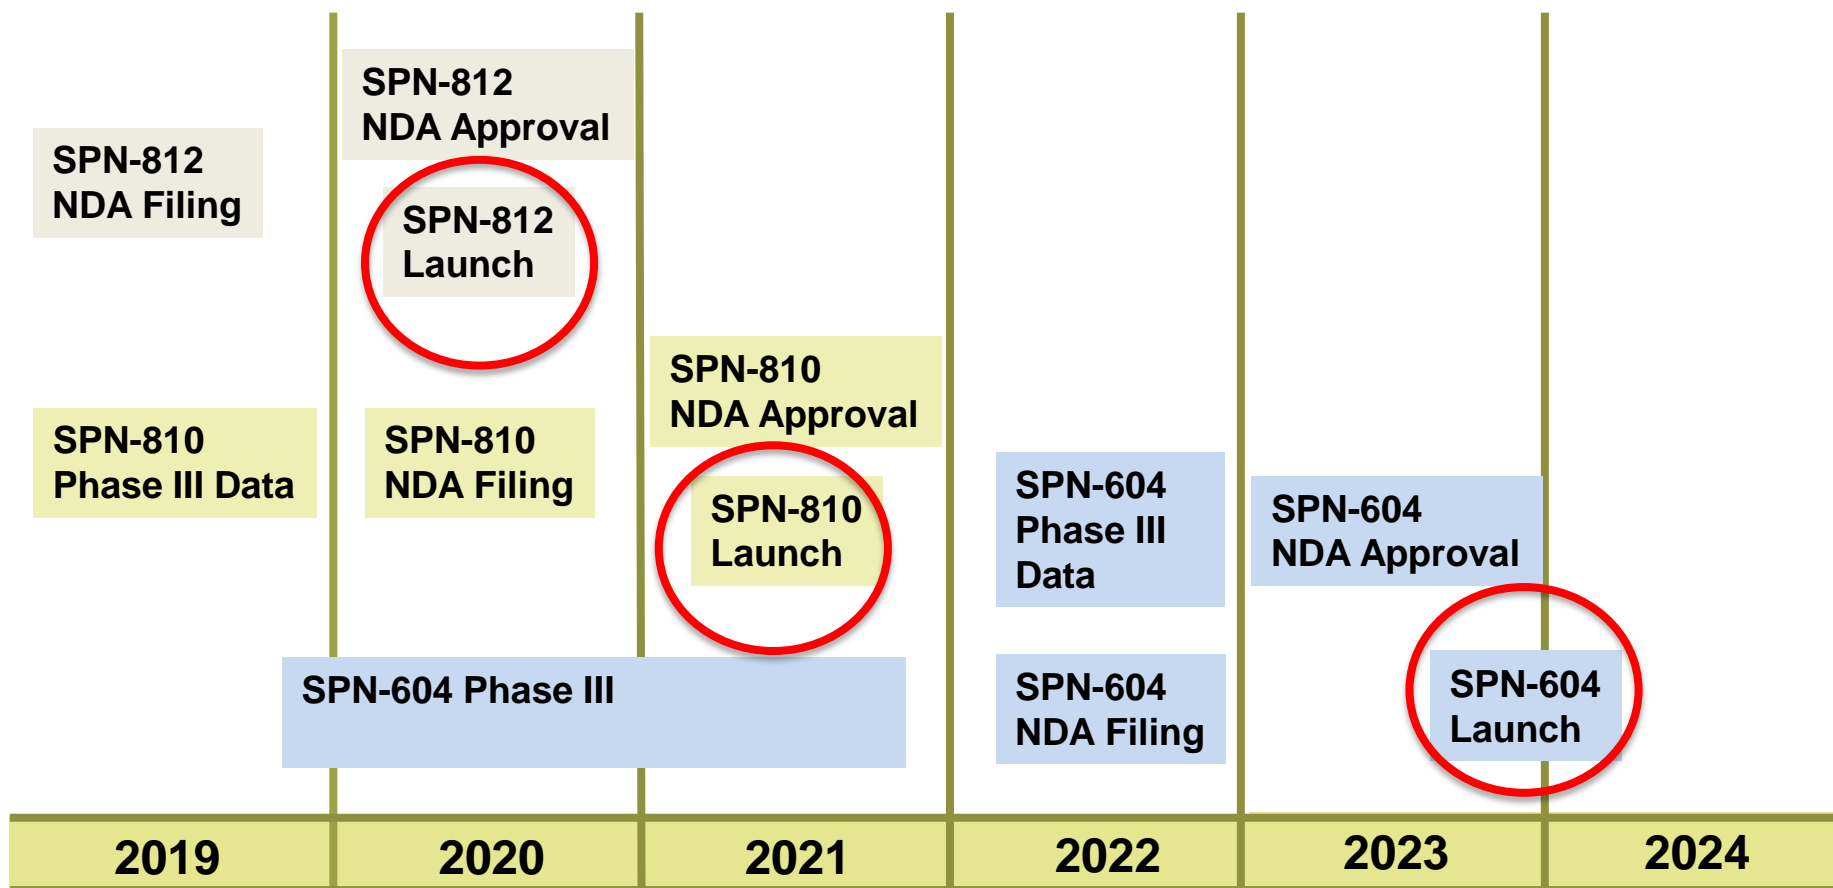 SPN-812
NDA Filing
SPN-812
NDA Approval
SPN-812
Launch
SPN-810
Phase III Data
SPN-810
NDA Filing
SPN-810
NDA Approval
SPN-810
Launch
SPN-604 Phase III
SPN-604
Phase III
Data
SPN-604
NDA Filing
SPN-604
NDA Approval
SPN-604
Launch
2019
2020
2021
2022
2023
2024